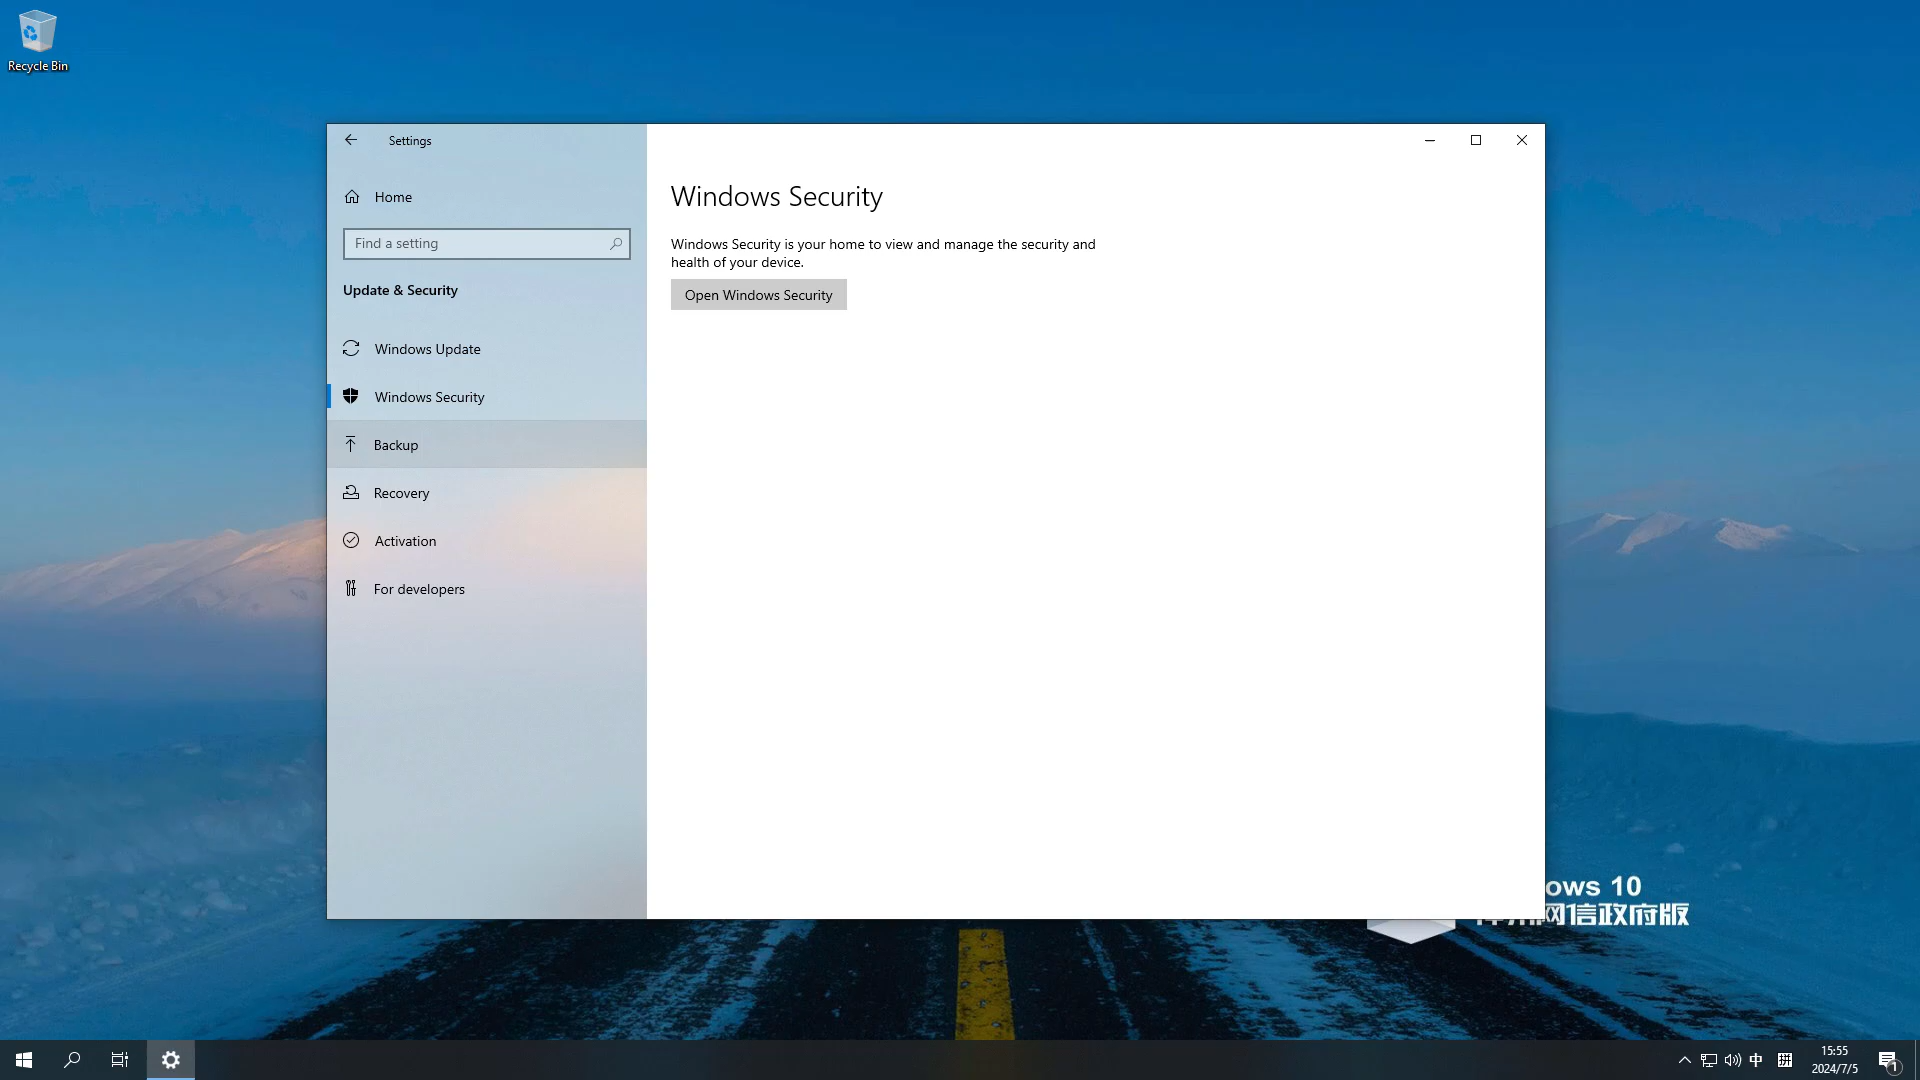 Recycle Bin
Settings
Home
Find a setting
Update & Security
Windows Update
Windows Security
Backup
Recovery
Activation
For developers
Windows Security
Windows Security is your home to view and manage the security and
health of your device.
Open Windows Security
ows 10
网信政府版
中
拼
15:55
2024/7/5
1